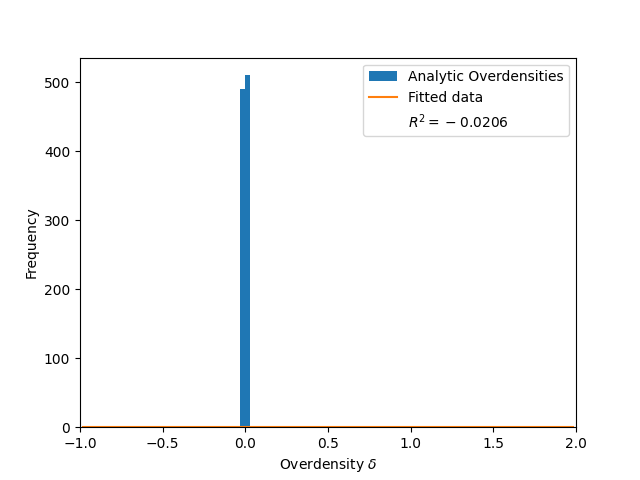 Analytic Overdensities
Fitted data
R² = − 0.0206
500
400
300
200
100
0
Frequency
−1.0 −0.5 0.0 0.5 1.0 1.5 2.0
Overdensity δ